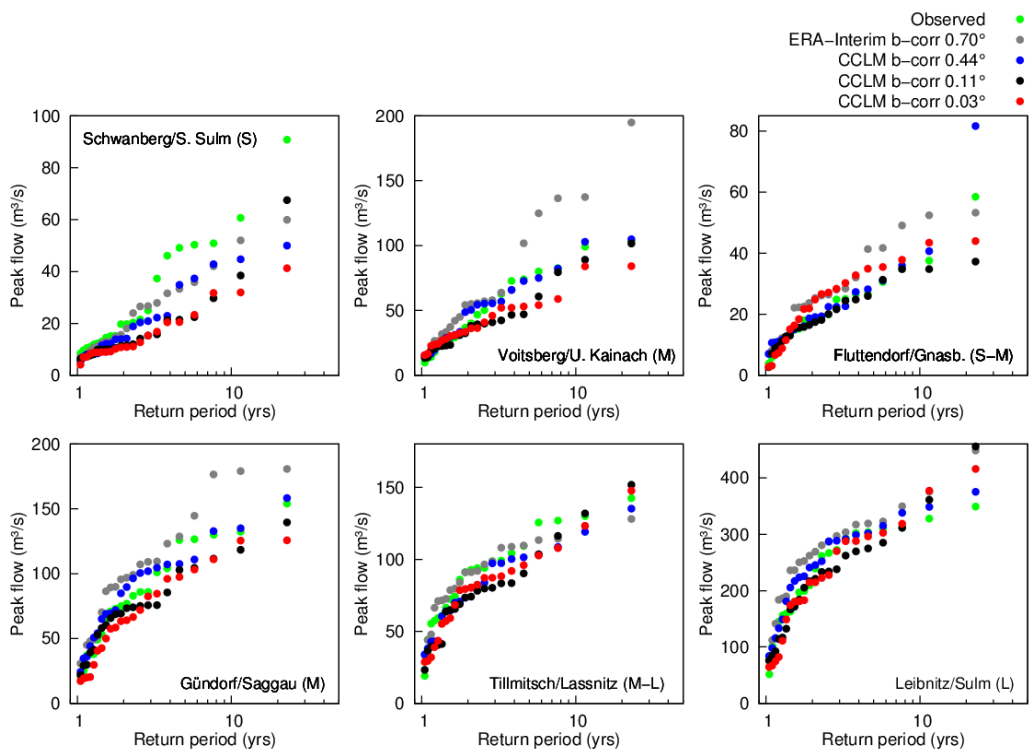 Observed
ERA−Interim b−corr 0.70°
CCLM b−corr 0.44°
CCLM b−corr 0.11°
CCLM b−corr 0.03°
100
80
60
40
20
0
Peak flow (m³/s)
Schwanberg/S. Sulm (S)
1
10
Return period (yrs)
200
150
100
50
0
Peak flow (m³/s)
Voitsberg/U. Kainach (M)
1
10
Return period (yrs)
80
60
40
20
0
Peak flow (m³/s)
Fluttendorf/Gnasb. (S−M)
1
10
Return period (yrs)
200
150
100
50
0
Peak flow (m³/s)
Gündorf/Saggau (M)
1
10
Return period (yrs)
150
100
50
0
Peak flow (m³/s)
Tillmitsch/Lassnitz (M−L)
1
10
Return period (yrs)
400
300
200
100
0
Peak flow (m³/s)
Leibnitz/Sulm (L)
1
10
Return period (yrs)